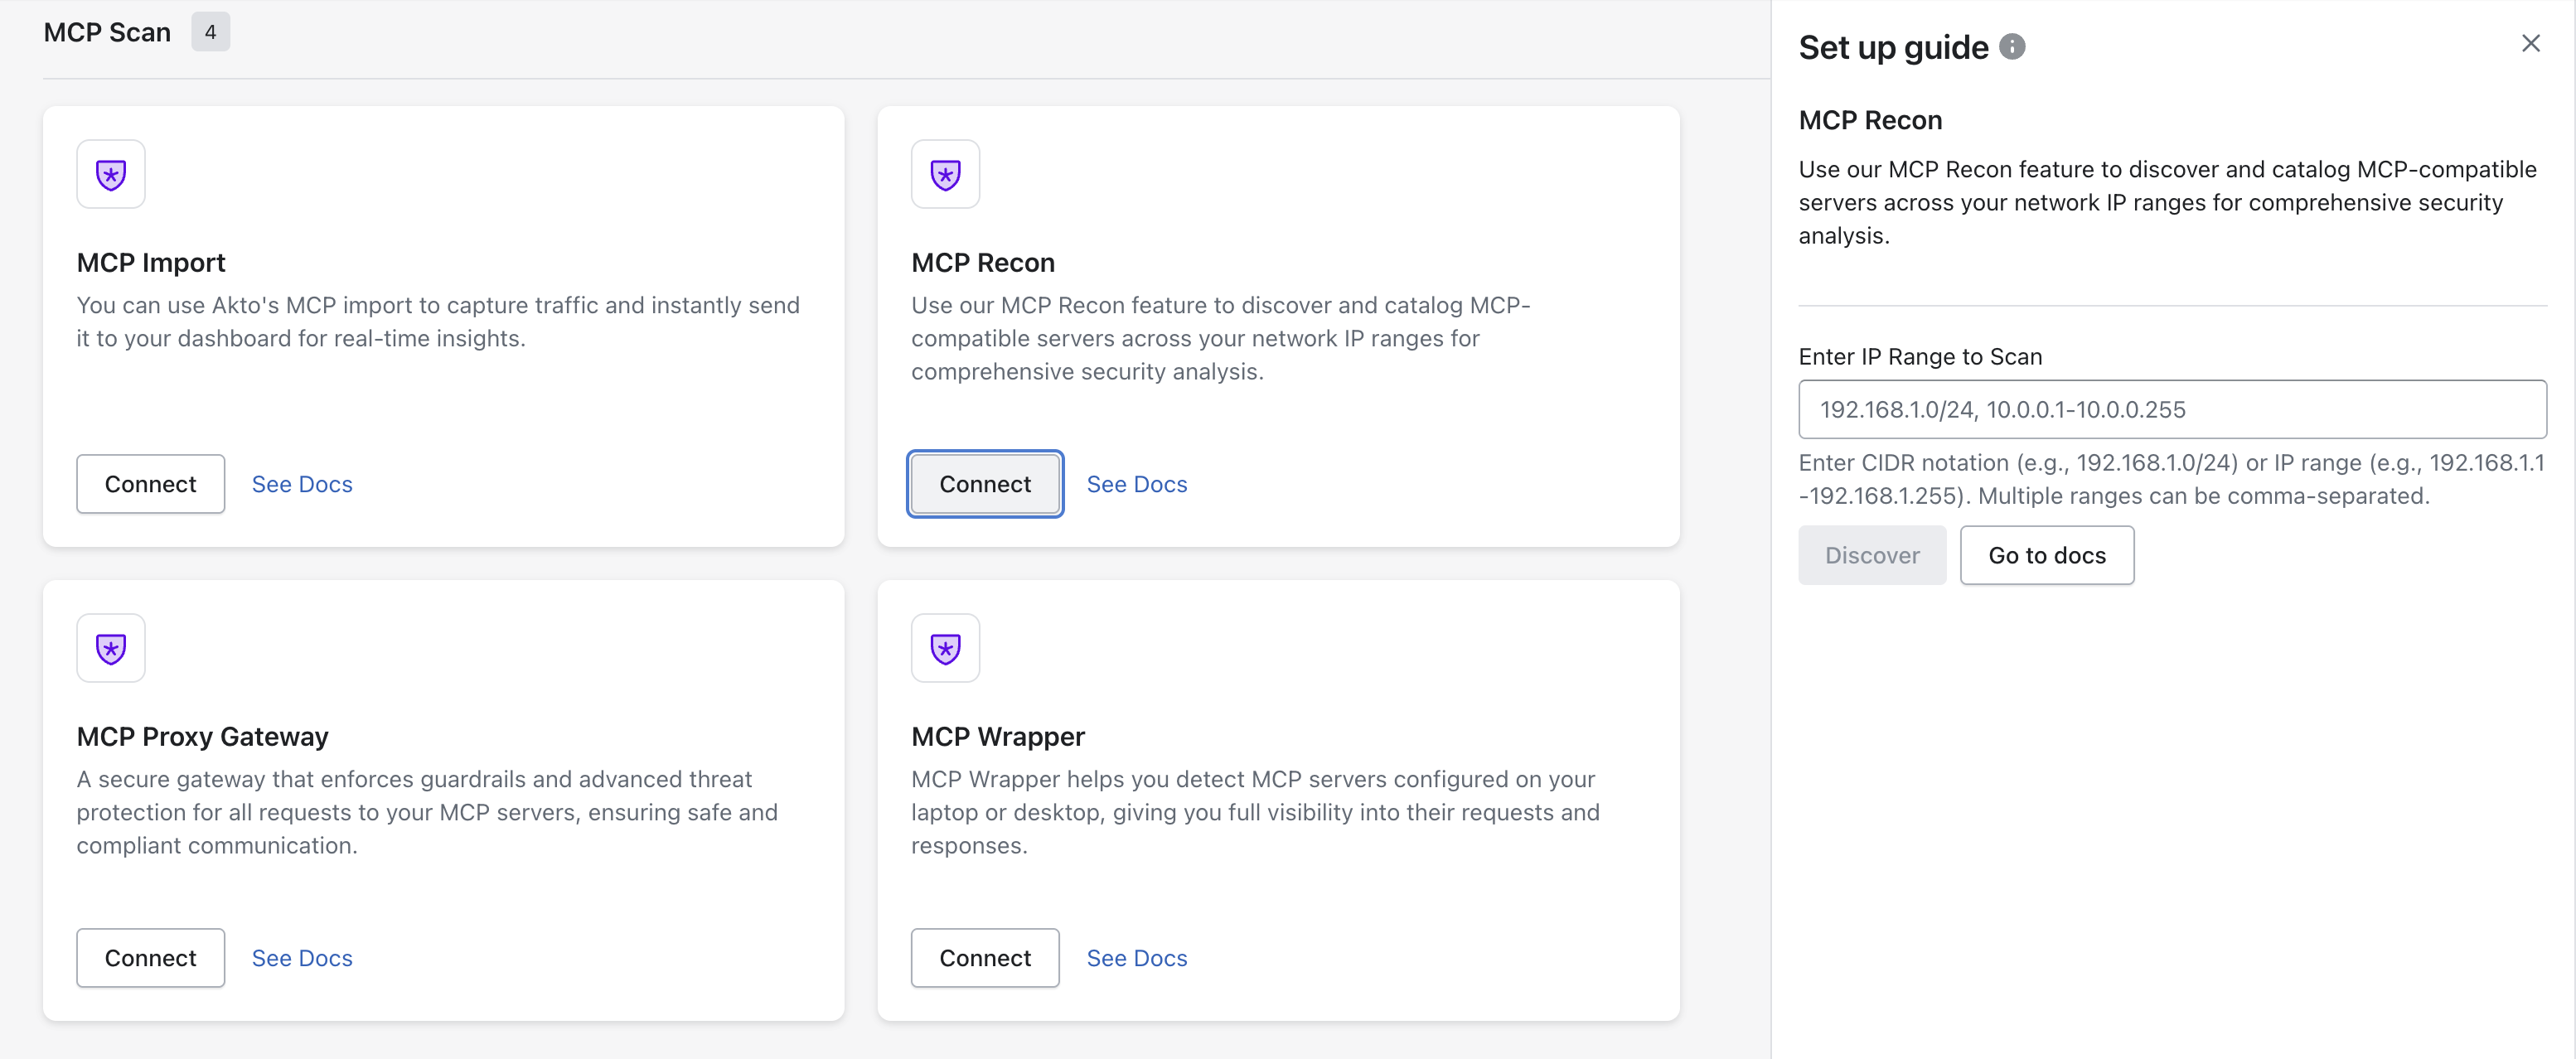 MCP Scan 4
MCP Import
You can use Akto's MCP import to capture traffic and instantly send
it to your dashboard for real-time insights.
Connect See Docs
MCP Recon
Use our MCP Recon feature to discover and catalog MCP-
compatible servers across your network IP ranges for
comprehensive security analysis.
Connect See Docs
MCP Proxy Gateway
A secure gateway that enforces guardrails and advanced threat
protection for all requests to your MCP servers, ensuring safe and
compliant communication.
Connect See Docs
MCP Wrapper
MCP Wrapper helps you detect MCP servers configured on your
laptop or desktop, giving you full visibility into their requests and
responses.
Connect See Docs
Set up guide
MCP Recon
Use our MCP Recon feature to discover and catalog MCP-compatible
servers across your network IP ranges for comprehensive security
analysis.
Enter IP Range to Scan
192.168.1.0/24, 10.0.0.1-10.0.0.255
Enter CIDR notation (e.g., 192.168.1.0/24) or IP range (e.g., 192.168.1.1
-192.168.1.255). Multiple ranges can be comma-separated.
Discover Go to docs